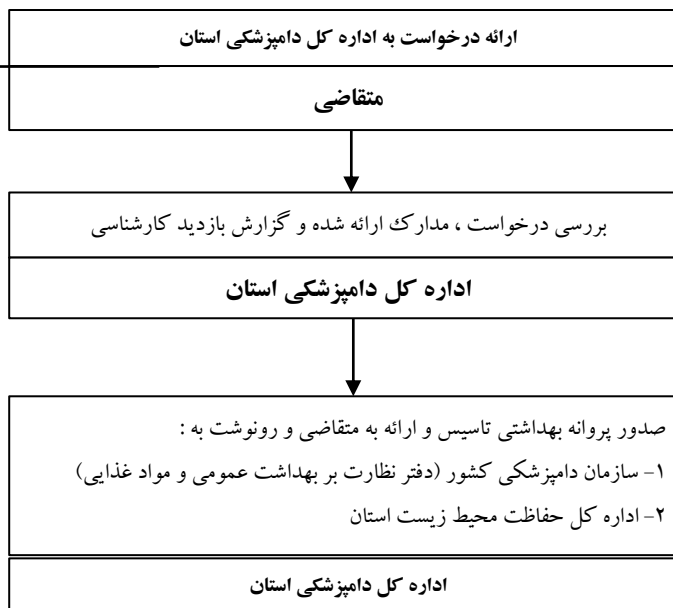 ارائه درخواست به اداره کل دامپزشکی استان
متقاضی
بررسی درخواست ، مدارک ارائه شده و گزارش بازدید کارشناسی
اداره کل دامپزشکی استان
صدور پروانه بهداشتی تاسیس و ارائه به متقاضی و رونوشت به :
۱- سازمان دامپزشکی کشور (دفتر نظارت بر بهداشت عمومی و مواد غذایی)
۲- اداره کل حفاظت محیط زیست استان
اداره کل دامپزشکی استان